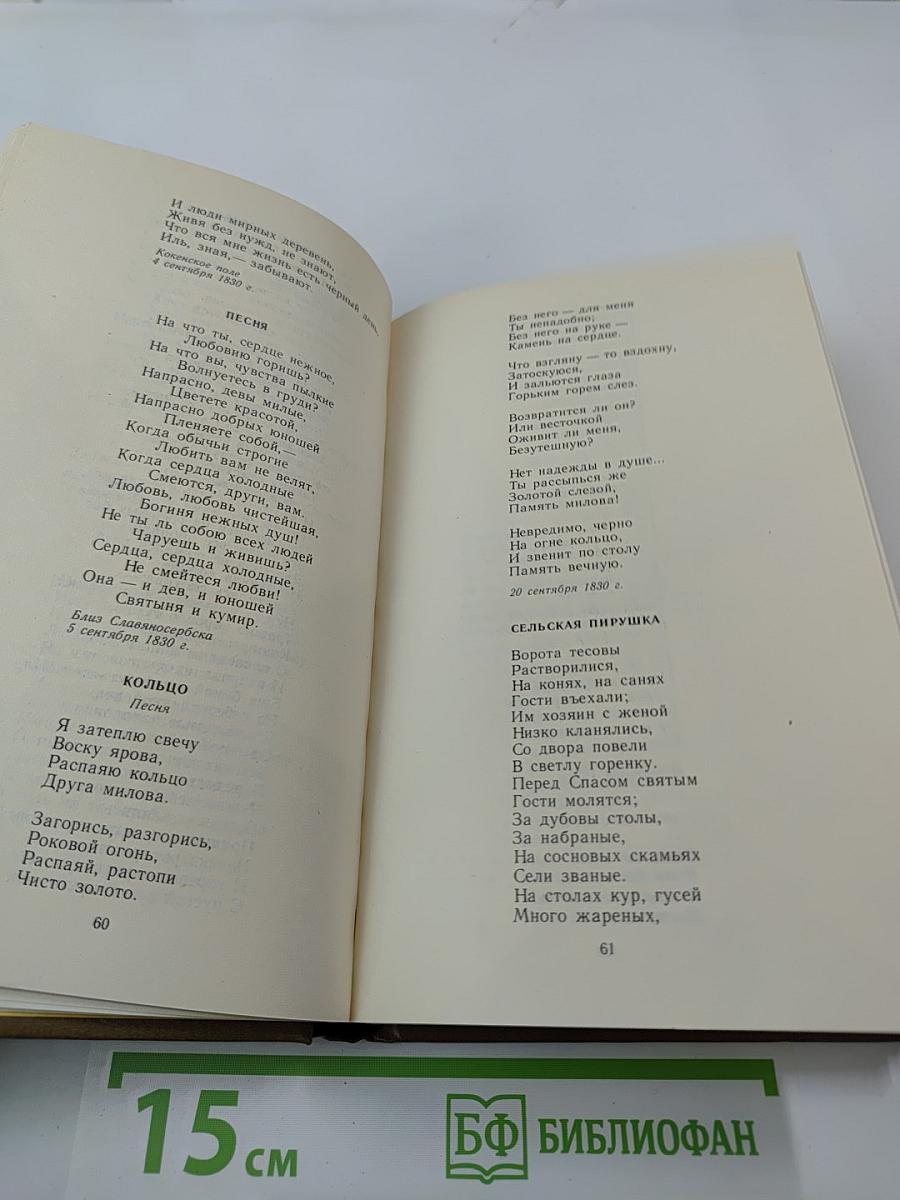 И люди мирных деревень,
Живя без нужд, не знают,
Что вся мне жизнь есть черный день,
Иль, зная,— забывают.
Кокенское поле
4 сентября 1830 г.
ПЕСНЯ
На что ты, сердце нежное,
Любовию горишь?
На что вы, чувства пылкие
Волнуетесь в груди?
Напрасно, девы милые,
Цветете красотой,
Напрасно добрых юношей
Пленяете собой,—
Когда обычьи строгие
Любить вам не велят,
Когда сердца холодные
Смеются, други, вам.
Любовь, любовь чистейшая,
Богиня нежных душ!
Не ты ль собою всех людей
Чаруешь и живишь?
Сердца, сердца холодные,
Не смейтеся любви!
Она — и дев, и юношей
Святыня и кумир.
Близ Славяносербска
5 сентября 1830 г.
КОЛЬЦО
Песня
Я затеплю свечу
Воску ярова,
Распаяю кольцо
Друга милова.
Загорись, разгорись,
Роковой огонь,
Распаяй, растопи
Чисто золото.
60
Без него — для меня
Ты ненадобно;
Без него на руке —
Камень на сердце.
Что взгляну — то вздохну,
Затоскуюся,
И зальются глаза
Горьким горем слез.
Возвратится ли он?
Или весточкой
Оживит ли меня,
Безутешную?
Нет надежды в душе...
Ты рассыпься же
Золотой слезой,
Память милова!
Невредимо, черно
На огне кольцо,
И звенит по столу
Память вечную.
20 сентября 1830 г.
СЕЛЬСКАЯ ПИРУШКА
Ворота тесовы
Растворилися,
На конях, на санях
Гости въехали;
Им хозяин с женой
Низко кланялись,
Со двора повели
В светлу горенку.
Перед Спасом святым
Гости молятся;
За дубовы столы,
За набраные,
На сосновых скамьях
Сели званые.
На столах кур, гусей
Много жареных,
61
15 см
БФ БИБЛИОФАН